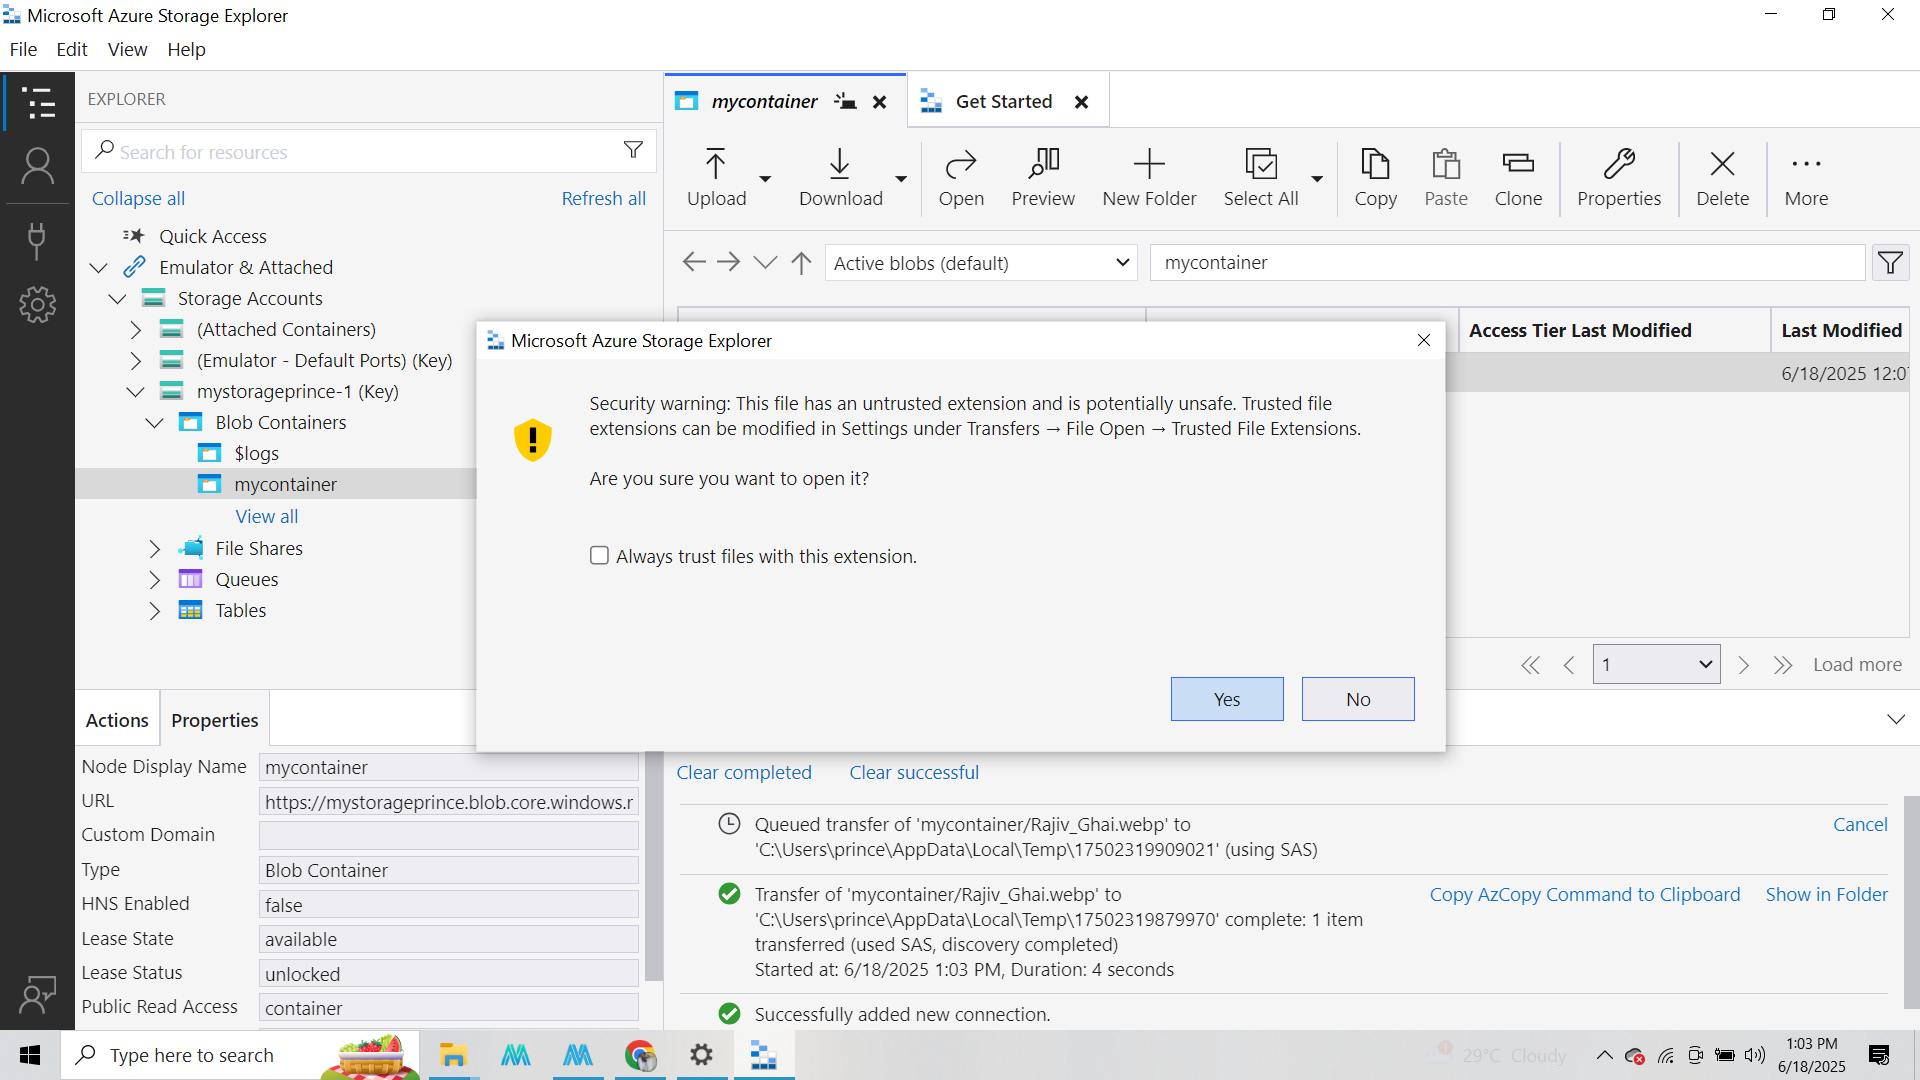 Microsoft Azure Storage Explorer
File Edit View Help
EXPLORER
Search for resources
Collapse all Refresh all
Quick Access
Emulator & Attached
Storage Accounts
(Attached Containers)
(Emulator - Default Ports) (Key)
mystorageprince-1 (Key)
Blob Containers
$logs
mycontainer
View all
File Shares
Queues
Tables
Actions Properties
Node Display Name mycontainer
URL https://mystorageprince.blob.core.windows.r
Custom Domain
Type Blob Container
HNS Enabled false
Lease State available
Lease Status unlocked
Public Read Access container
mycontainer Get Started
Upload Download Open Preview New Folder Select All Copy Paste Clone Properties Delete More
Active blobs (default) mycontainer
Access Tier Last Modified Last Modified
6/18/2025 12:0
Microsoft Azure Storage Explorer
Security warning: This file has an untrusted extension and is potentially unsafe. Trusted file
extensions can be modified in Settings under Transfers → File Open → Trusted File Extensions.
Are you sure you want to open it?
Always trust files with this extension.
Yes No
1 Load more
Clear completed Clear successful
Queued transfer of 'mycontainer/Rajiv_Ghai.webp' to Cancel
'C:\Users\prince\AppData\Local\Temp\17502319909021' (using SAS)
Transfer of 'mycontainer/Rajiv_Ghai.webp' to Copy AzCopy Command to Clipboard Show in Folder
'C:\Users\prince\AppData\Local\Temp\17502319879970' complete: 1 item
transferred (used SAS, discovery completed)
Started at: 6/18/2025 1:03 PM, Duration: 4 seconds
Successfully added new connection.
Type here to search
29°C Cloudy
1:03 PM
6/18/2025